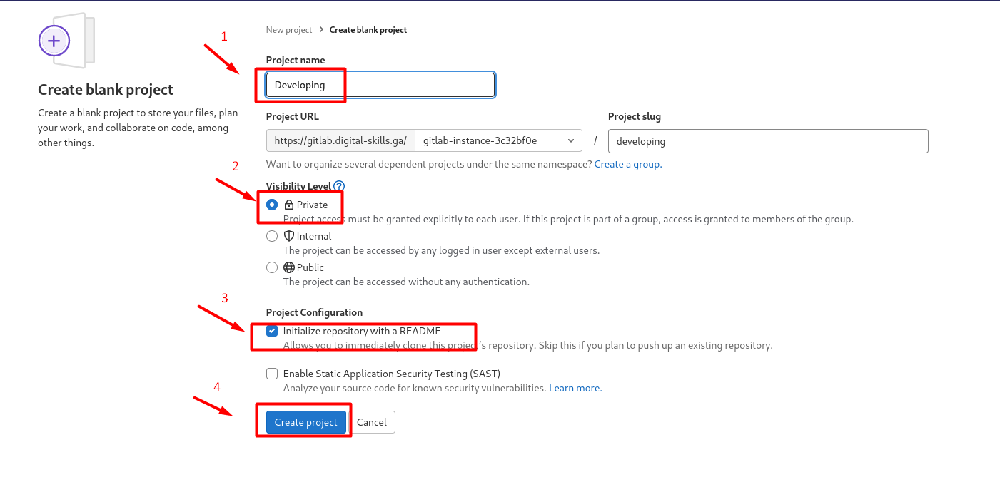 1
New project > Create blank project
Project name
Developing
Create blank project
Create a blank project to store your files, plan
your work, and collaborate on code, among
other things.
Project URL
Project slug
https://gitlab.digital-skills.ga/ gitlab-instance-3c32bf0e / developing
Want to organize several dependent projects under the same namespace? Create a group.
2
Visibility Level
Private
Project access must be granted explicitly to each user. If this project is part of a group, access is granted to members of the group.
Internal
The project can be accessed by any logged in user except external users.
Public
The project can be accessed without any authentication.
3
Project Configuration
Initialize repository with a README
Allows you to immediately clone this project's repository. Skip this if you plan to push up an existing repository.
Enable Static Application Security Testing (SAST)
Analyze your source code for known security vulnerabilities. Learn more.
4
Create project Cancel